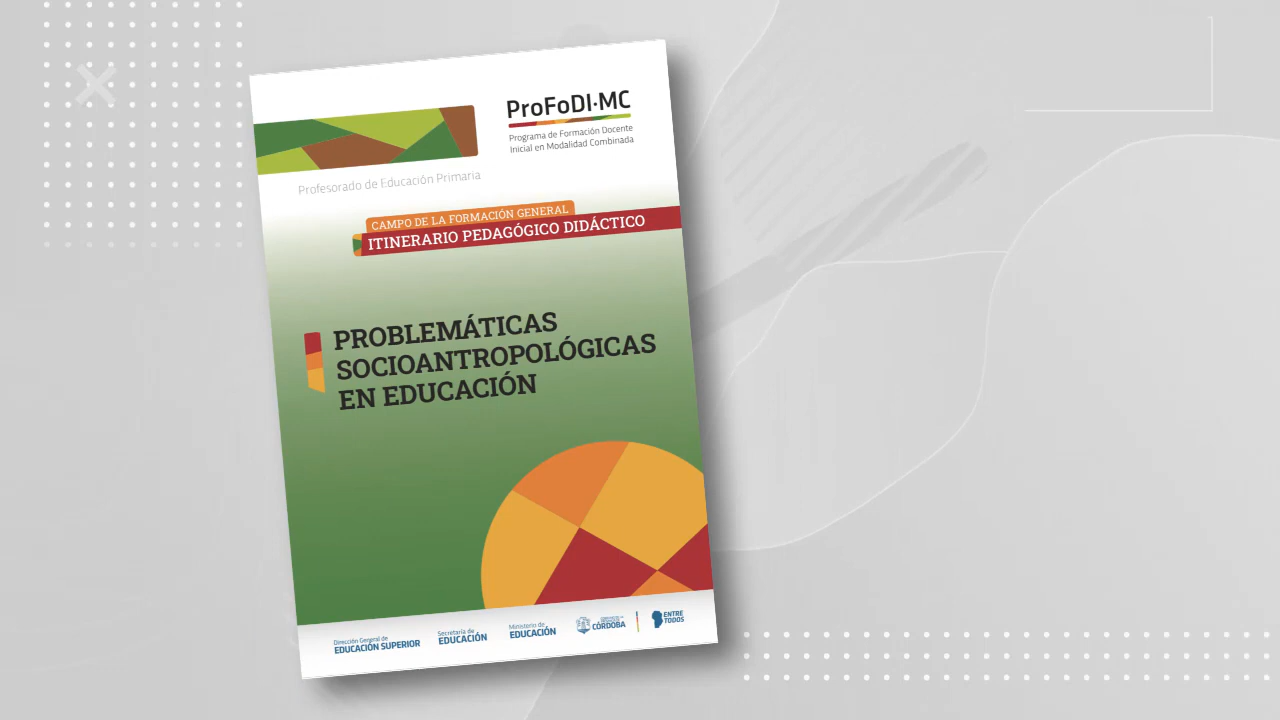 ProFoDI·MC
Programa de Formación Docente
Inicial en Modalidad Combinada
Profesorado de Educación Primaria
CAMPO DE LA FORMACIÓN GENERAL
ITINERARIO PEDAGÓGICO DIDÁCTICO
PROBLEMÁTICAS
SOCIOANTROPOLÓGICAS
EN EDUCACIÓN
Dirección General de
EDUCACIÓN SUPERIOR
Secretaría de
EDUCACIÓN
Ministerio de
EDUCACIÓN
CÓRDOBA
ENTRE
TODOS